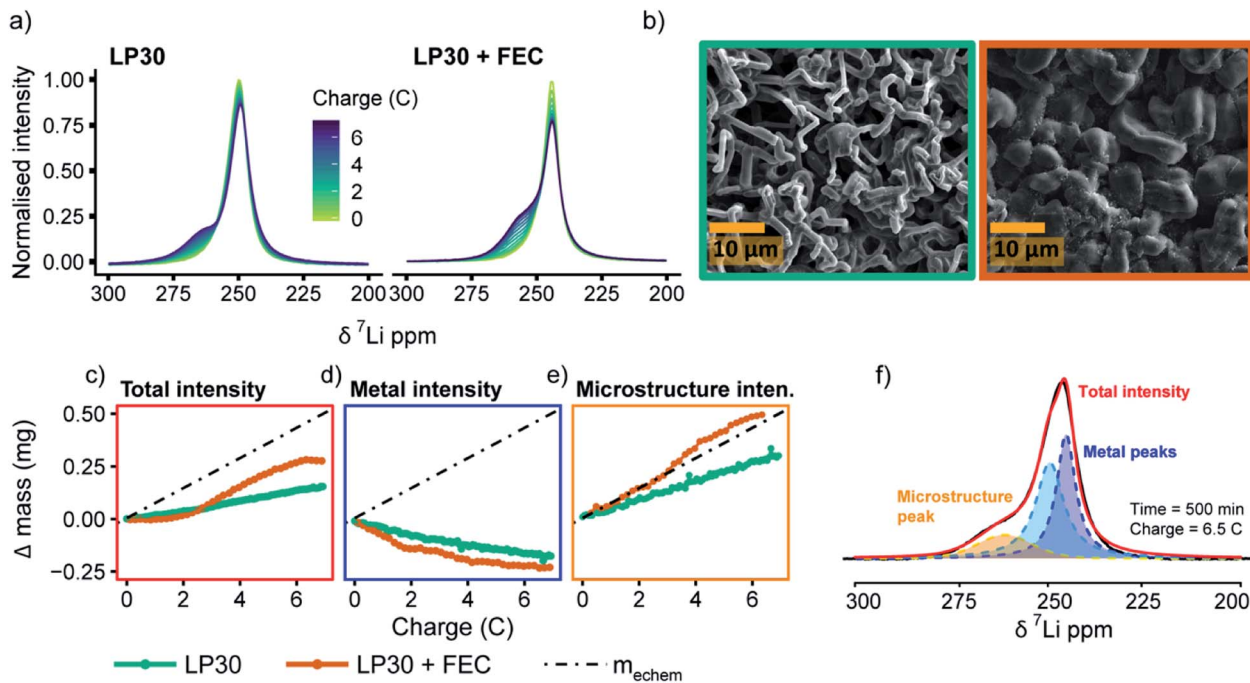 a)
LP30
LP30 + FEC
Normalised intensity
1.00
0.75
0.50
0.25
0.00
Charge (C)
6
4
2
0
300 275 250 225 200
300 275 250 225 200
δ ⁷Li ppm
b)
10 μm
10 μm
c) Total intensity
d) Metal intensity
e) Microstructure inten.
Δ mass (mg)
0.50
0.25
0.00
-0.25
0 2 4 6
0 2 4 6
0 2 4 6
Charge (C)
LP30
LP30 + FEC
m_echem
f)
Total intensity
Metal peaks
Microstructure
peak
Time = 500 min
Charge = 6.5 C
300 275 250 225 200
δ ⁷Li ppm